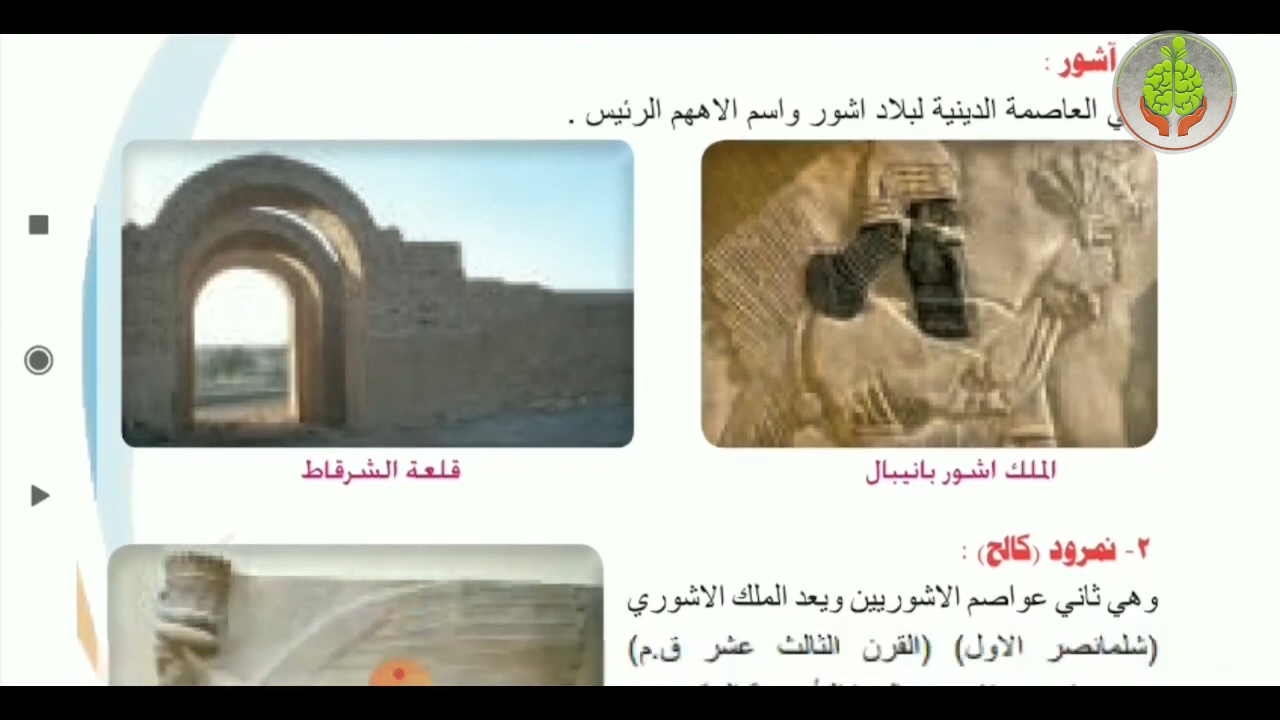 آشور :
العاصمة الدينية لبلاد اشور واسم الاههم الرئيس .
الملك اشور بانيبال
قلعة الشرقاط
٢- نمرود (كالح) :
وهي ثاني عواصم الاشوريين ويعد الملك الاشوري
(شلمانصر الاول) (القرن الثالث عشر ق.م)